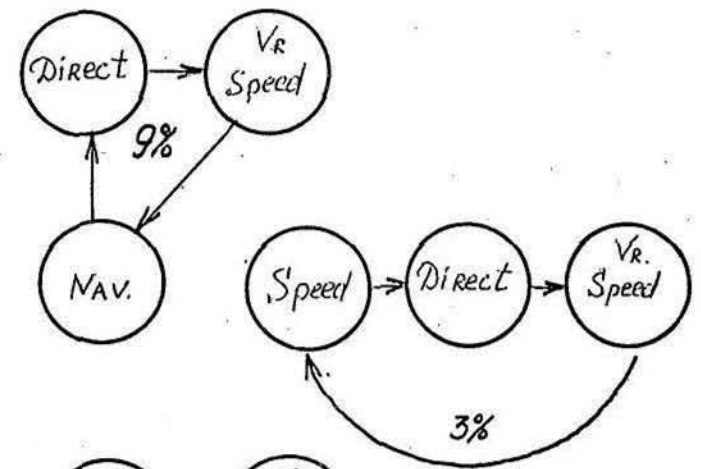 Direct
VR
Speed
9%
NAV.
Speed
Direct
VR.
Speed
3%